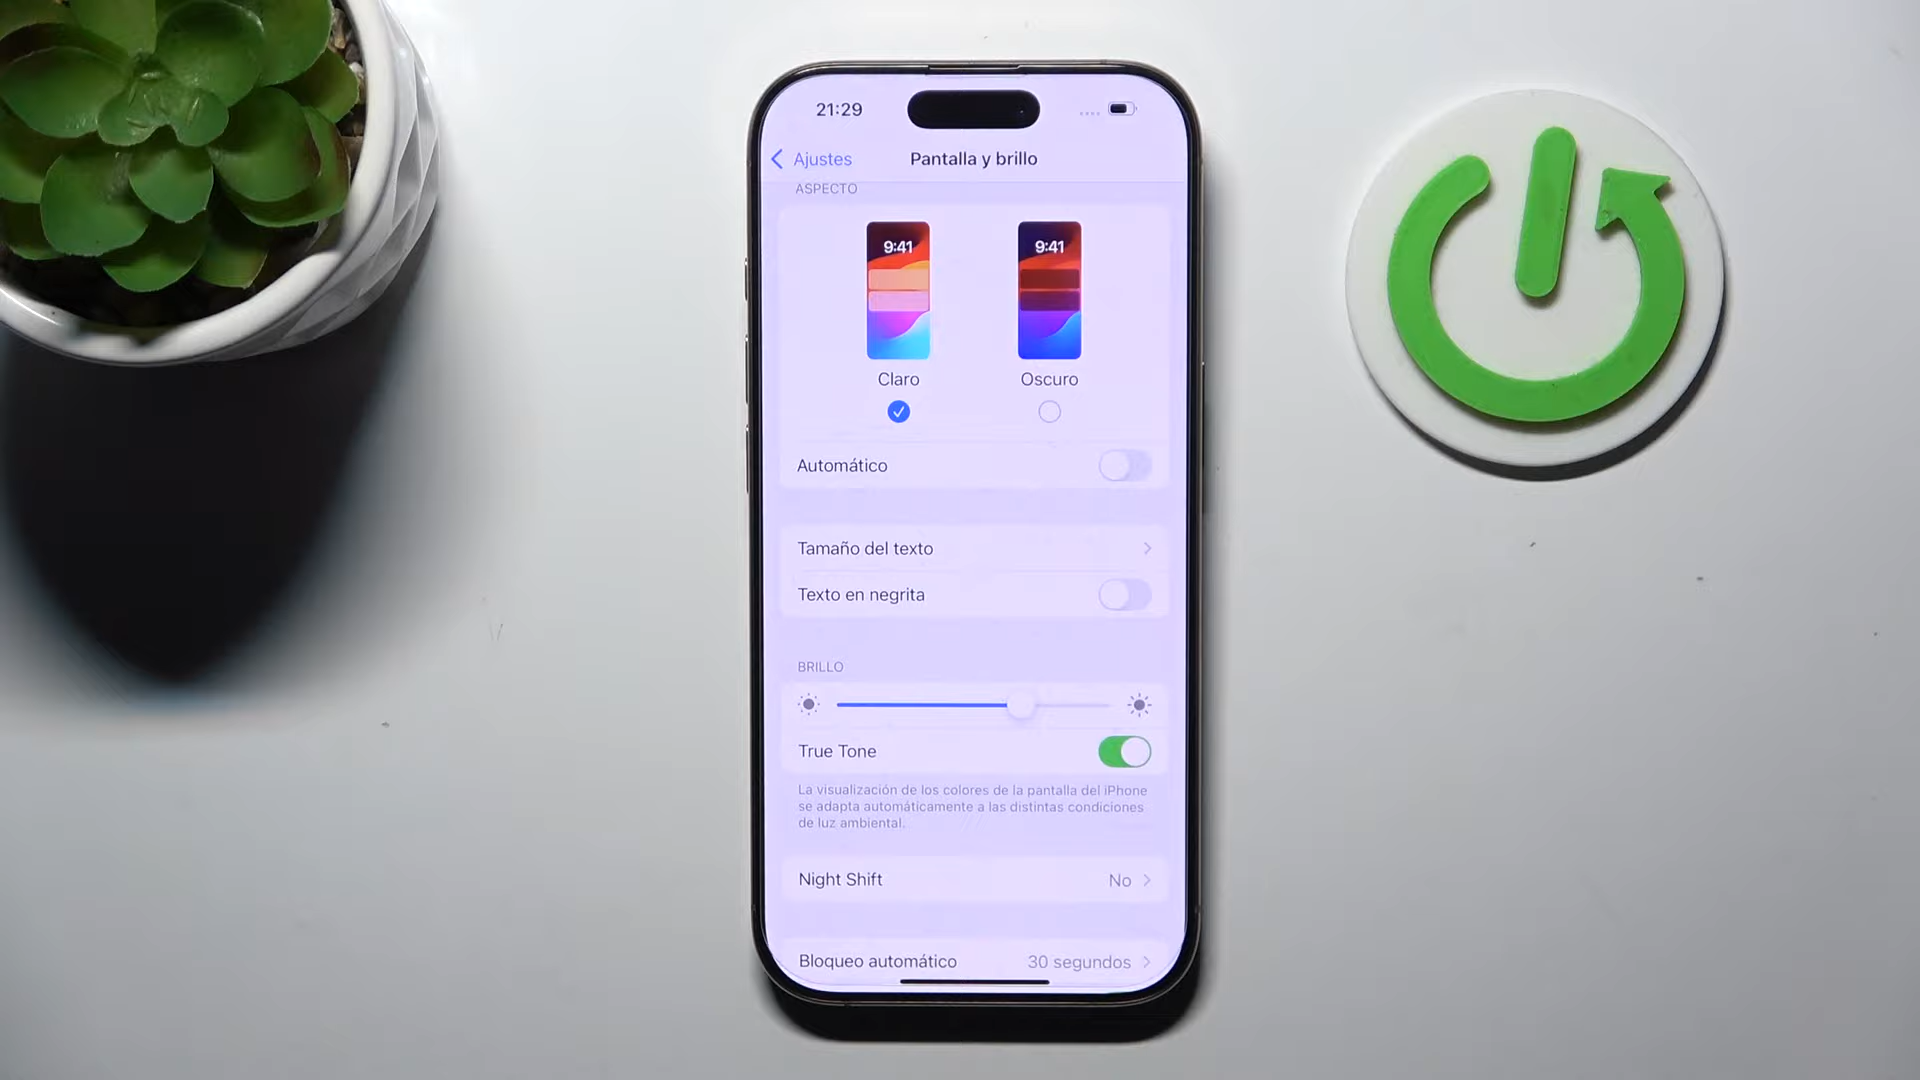 21:29
Ajustes
Pantalla y brillo
ASPECTO
9:41
9:41
Claro
Oscuro
Automático
Tamaño del texto
Texto en negrita
BRILLO
True Tone
La visualización de los colores de la pantalla del iPhone
se adapta automáticamente a las distintas condiciones
de luz ambiental.
Night Shift
No
Bloqueo automático
30 segundos